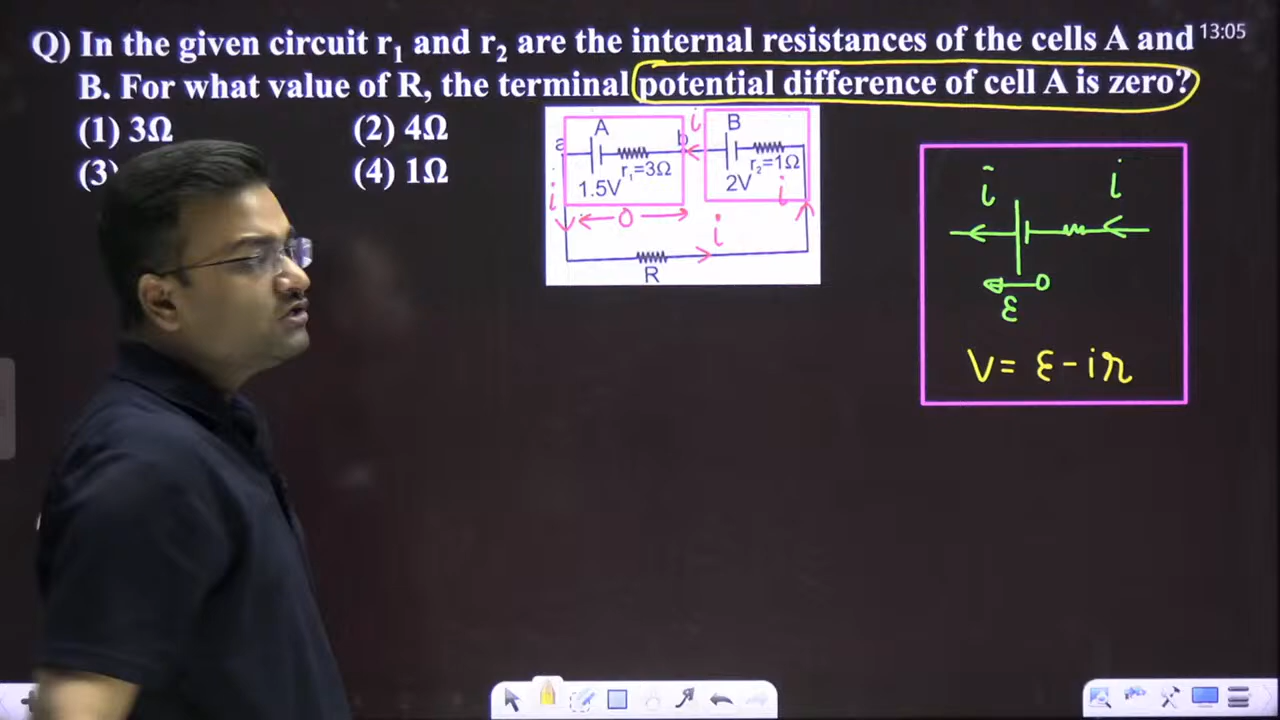 Q) In the given circuit r₁ and r₂ are the internal resistances of the cells A and
13:05
B. For what value of R, the terminal potential difference of cell A is zero?
(1) 3Ω (2) 4Ω
(3) (4) 1Ω
A i B
a b
r₁=3Ω r₂=1Ω
1.5V 2V i
i 0 i
R
i i
ε
V = ε - ir